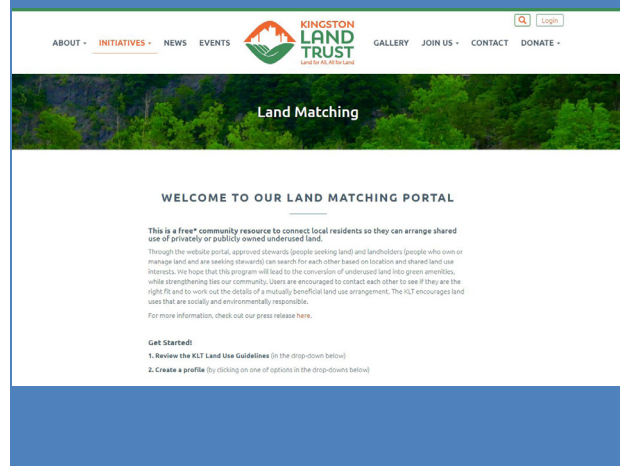 Login
ABOUT
INITIATIVES
NEWS
EVENTS
KINGSTON
LAND
TRUST
Land for All, All for Land
GALLERY
JOIN US
CONTACT
DONATE
Land Matching
WELCOME TO OUR LAND MATCHING PORTAL
This is a free* community resource to connect local residents so they can arrange shared
use of privately or publicly owned underused land.
Through the website portal, approved stewards (people seeking land) and landholders (people who own or
manage land and are seeking stewards) can search for each other based on location and shared land use
interests. We hope that this program will lead to the conversion of underused land into green amenities,
while strengthening ties our community. Users are encouraged to contact each other to see if they are the
right fit and to work out the details of a mutually beneficial land use arrangement. The KLT encourages land
uses that are socially and environmentally responsible.
For more information, check out our press release here.
Get Started!
1. Review the KLT Land Use Guidelines (in the drop-down below)
2. Create a profile (by clicking on one of options in the drop-downs below)